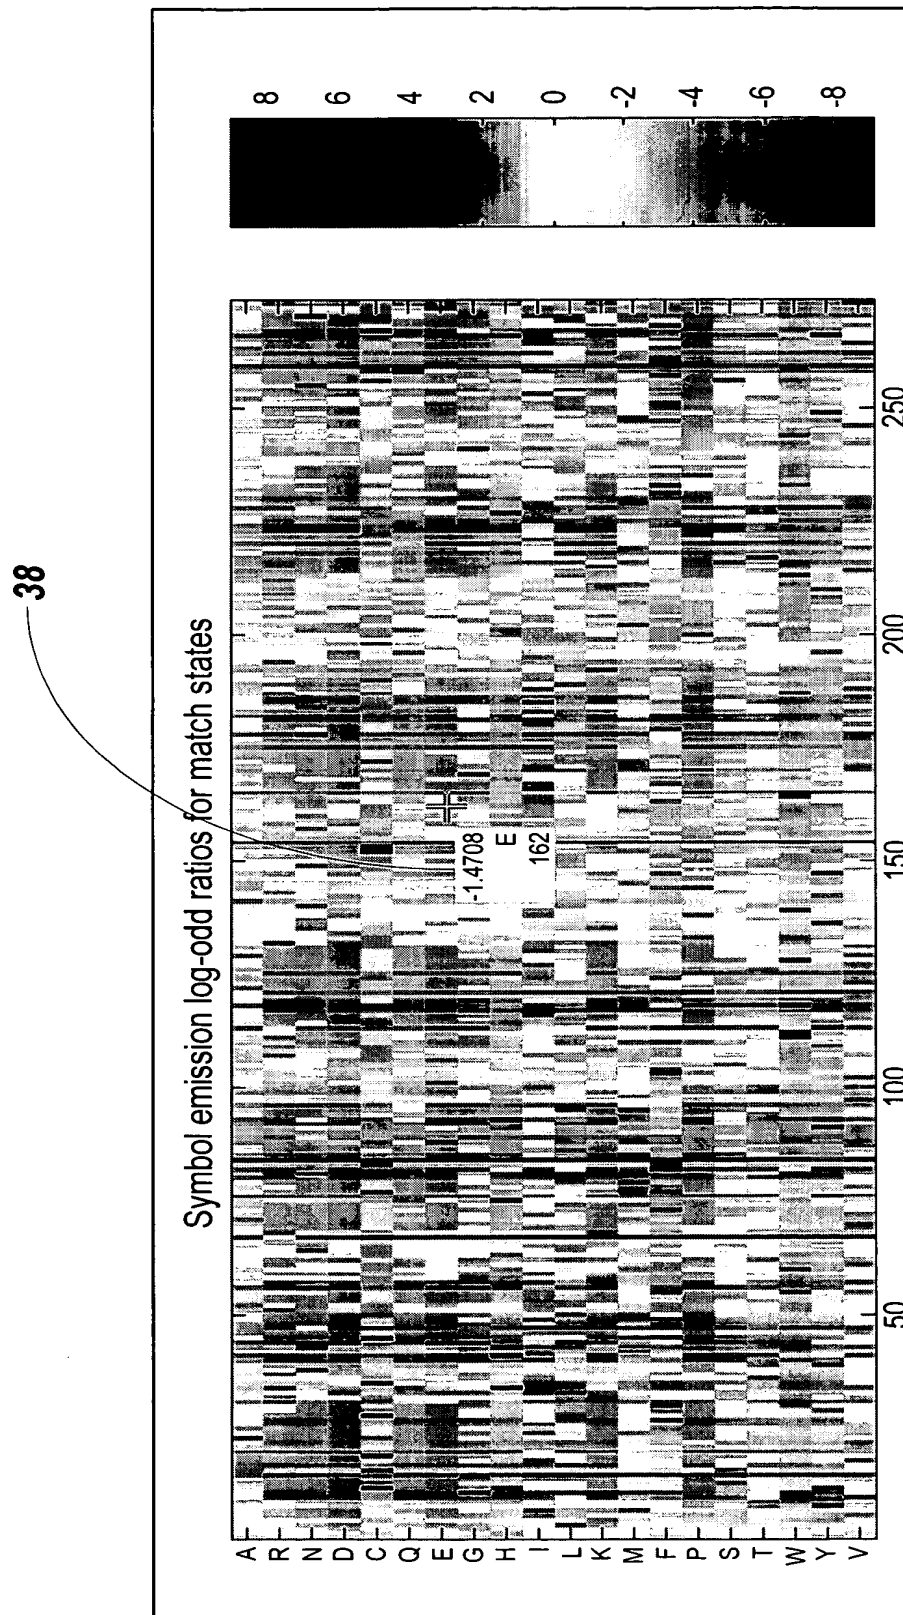 38
Symbol emission log-odd ratios for match states
A
R
N
D
C
Q
E
G
H
I
L
K
M
F
P
S
T
W
Y
V
-1.4708
E
162
50
100
150
200
250
8
6
4
2
0
-2
-4
-6
-8